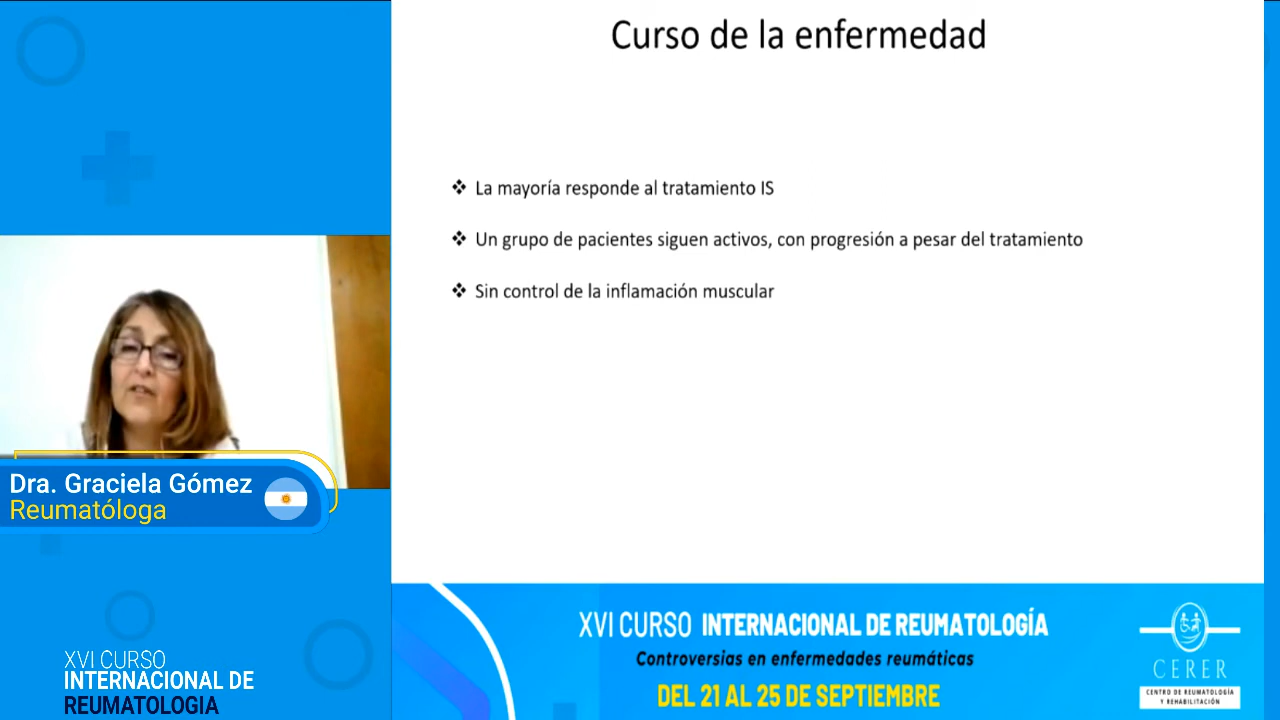 Curso de la enfermedad
❖ La mayoría responde al tratamiento IS
❖ Un grupo de pacientes siguen activos, con progresión a pesar del tratamiento
❖ Sin control de la inflamación muscular
Dra. Graciela Gómez
Reumatóloga
XVI CURSO
INTERNACIONAL DE
REUMATOLOGIA
XVI CURSO INTERNACIONAL DE REUMATOLOGÍA
Controversias en enfermedades reumáticas
DEL 21 AL 25 DE SEPTIEMBRE
CERER
CENTRO DE REUMATOLOGÍA
Y REHABILITACIÓN